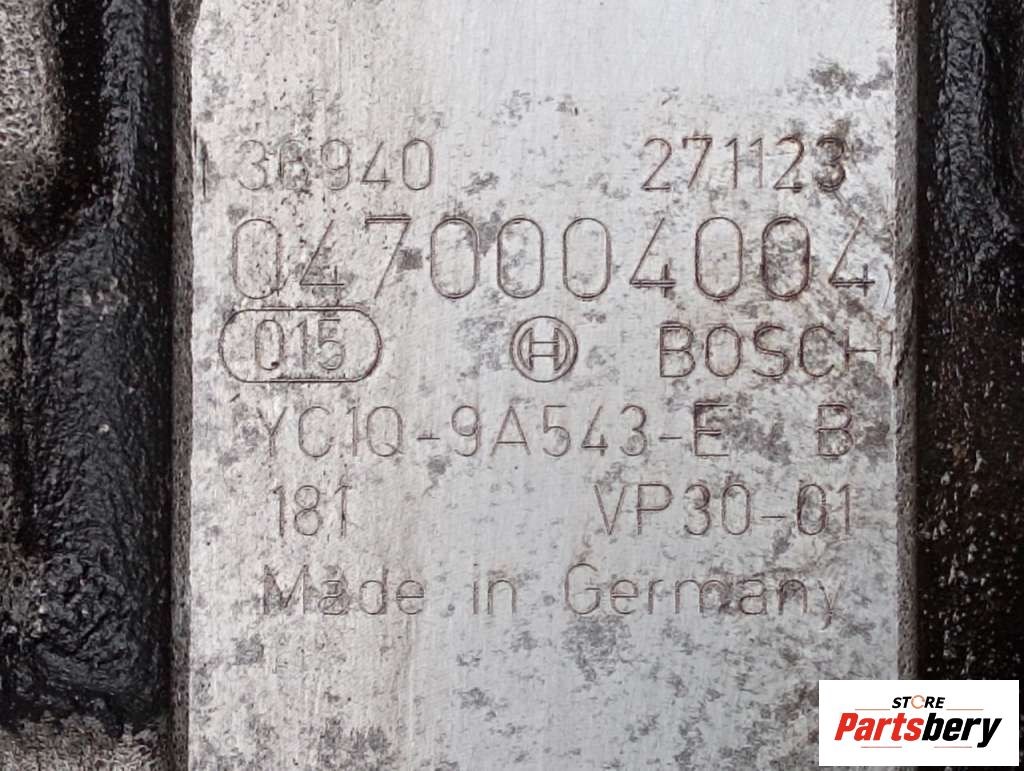 36940 271123
0470004004
015 BOSCH
YC1Q-9A543-E B
181 VP30-01
Made in Germany
STORE
Partsbery